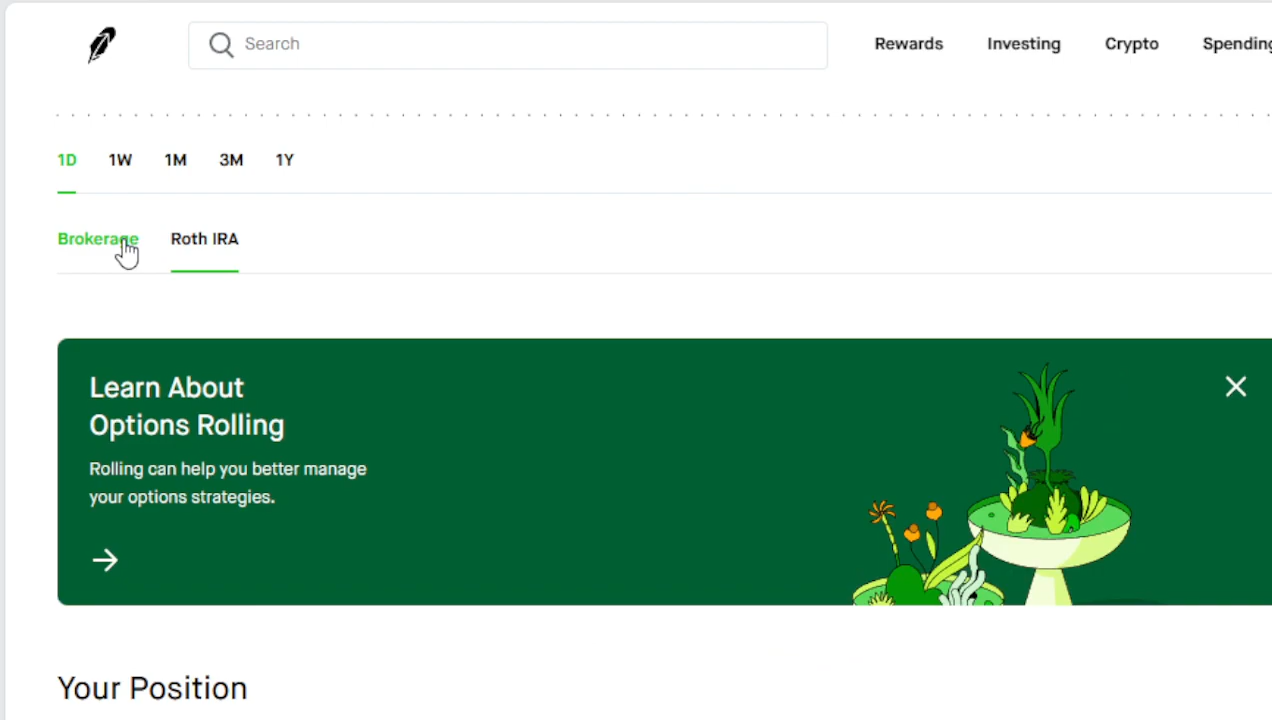 Search
Rewards Investing Crypto Spending
1D 1W 1M 3M 1Y
Brokerage Roth IRA
Learn About
Options Rolling
Rolling can help you better manage
your options strategies.
Your Position